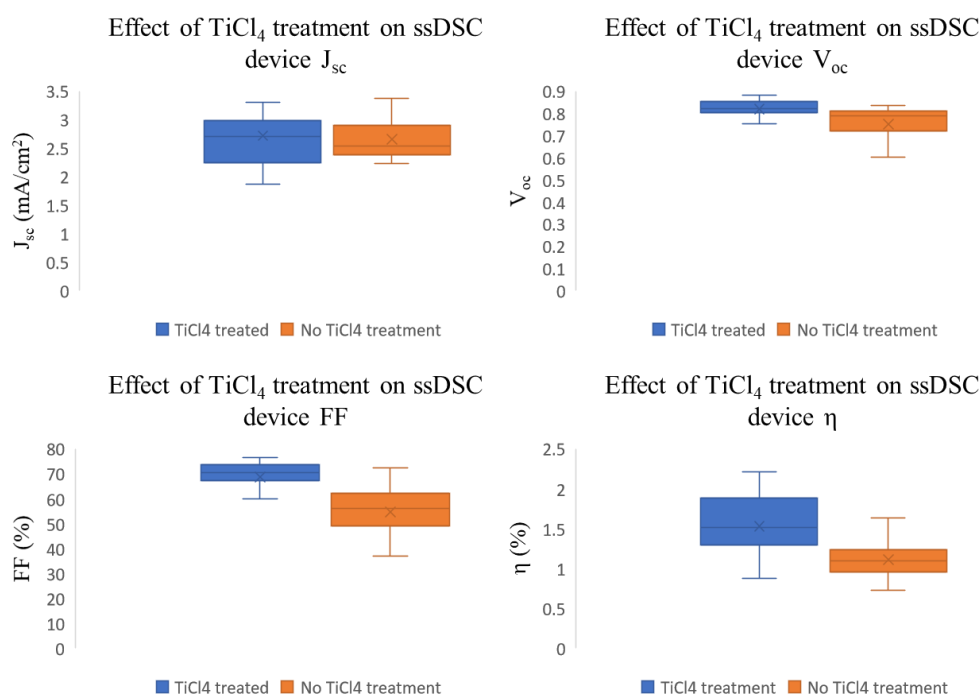 Effect of TiCl₄ treatment on ssDSC
device Jsc
3.5
3
2.5
2
1.5
1
0.5
0
Jsc (mA/cm²)
TiCl4 treated No TiCl4 treatment
Effect of TiCl₄ treatment on ssDSC
device Voc
0.9
0.8
0.7
0.6
0.5
0.4
0.3
0.2
0.1
0
Voc
TiCl4 treated No TiCl4 treatment
Effect of TiCl₄ treatment on ssDSC
device FF
80
70
60
50
40
30
20
10
0
FF (%)
TiCl4 treated No TiCl4 treatment
Effect of TiCl₄ treatment on ssDSC
device η
2.5
2
1.5
1
0.5
0
η (%)
TiCl4 treatment No TiCl4 treatment